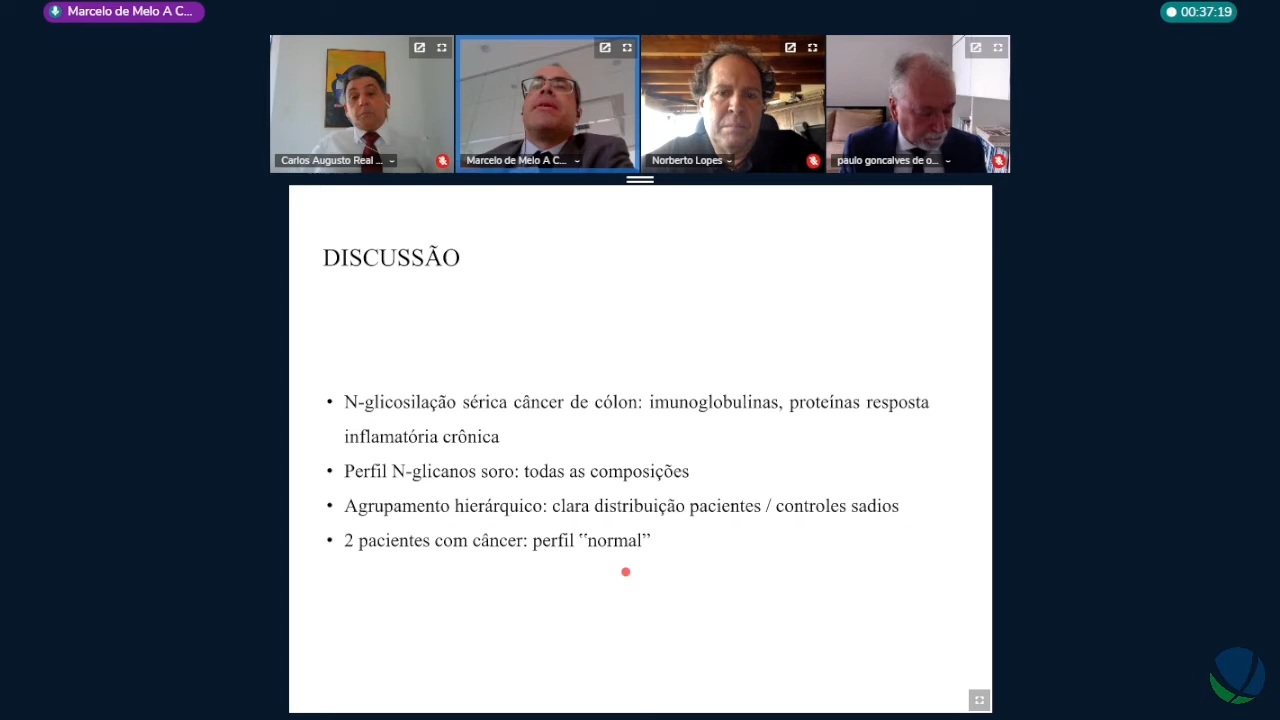 Marcelo de Melo A C...
00:37:19
Carlos Augusto Real ...
Marcelo de Melo A C...
Norberto Lopes
paulo goncalves de o...
DISCUSSÃO
• N-glicosilação sérica câncer de cólon: imunoglobulinas, proteínas resposta
inflamatória crônica
• Perfil N-glicanos soro: todas as composições
• Agrupamento hierárquico: clara distribuição pacientes / controles sadios
• 2 pacientes com câncer: perfil “normal”